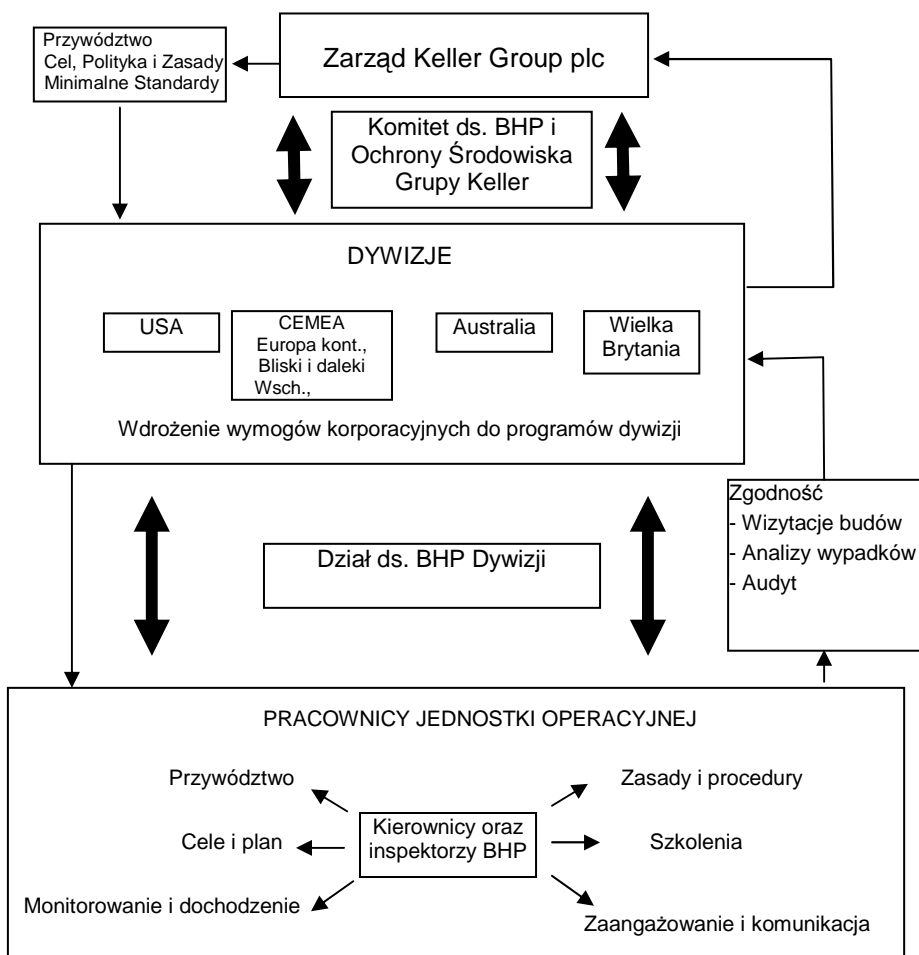 Przywództwo
Cel, Polityka i Zasady
Minimalne Standardy
Zarząd Keller Group plc
Komitet ds. BHP i
Ochrony Środowiska
Grupy Keller
DYWIZJE
USA
CEMEA
Europa kont.,
Bliski i daleki
Wsch.,
Australia
Wielka
Brytania
Wdrożenie wymogów korporacyjnych do programów dywizji
Zgodność
- Wizytacje budów
- Analizy wypadków
- Audyt
Dział ds. BHP Dywizji
PRACOWNICY JEDNOSTKI OPERACYJNEJ
Przywództwo
Cele i plan
Monitorowanie i dochodzenie
Kierownicy oraz
inspektorzy BHP
Zasady i procedury
Szkolenia
Zaangażowanie i komunikacja